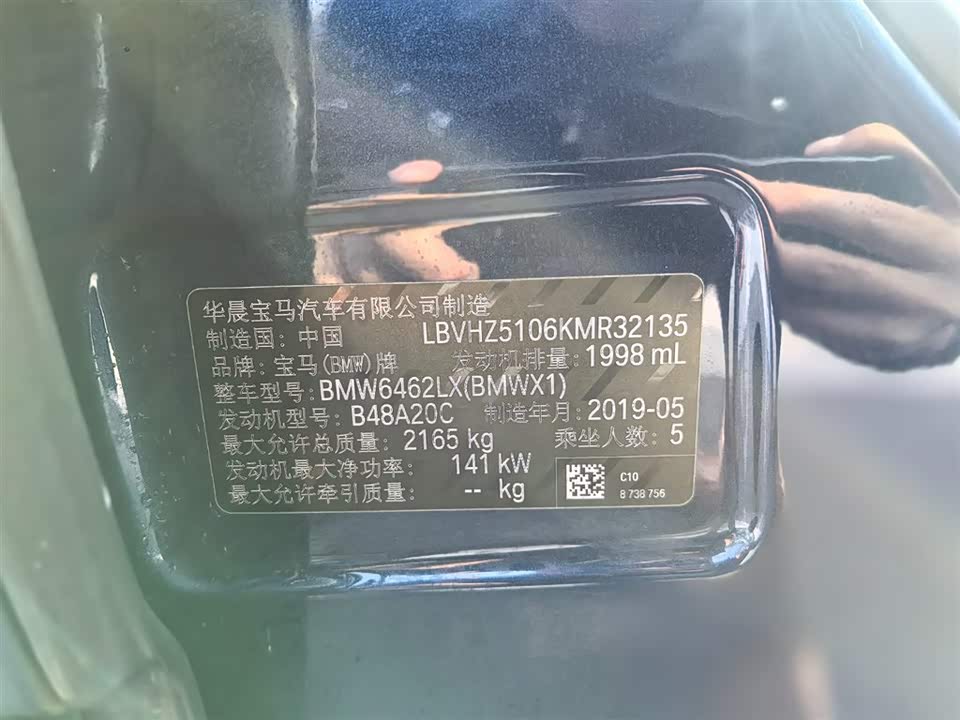 华晨宝马汽车有限公司制造
制造国: 中国 LBVHZ5106KMR32135
品牌: 宝马(BMW)牌 发动机排量: 1998 mL
整车型号: BMW6462LX(BMWX1)
发动机型号: B48A20C 制造年月: 2019-05
最大允许总质量: 2165 kg 乘坐人数: 5
发动机最大净功率: 141 kW
最大允许牵引质量: -- kg
C10
8 738 756